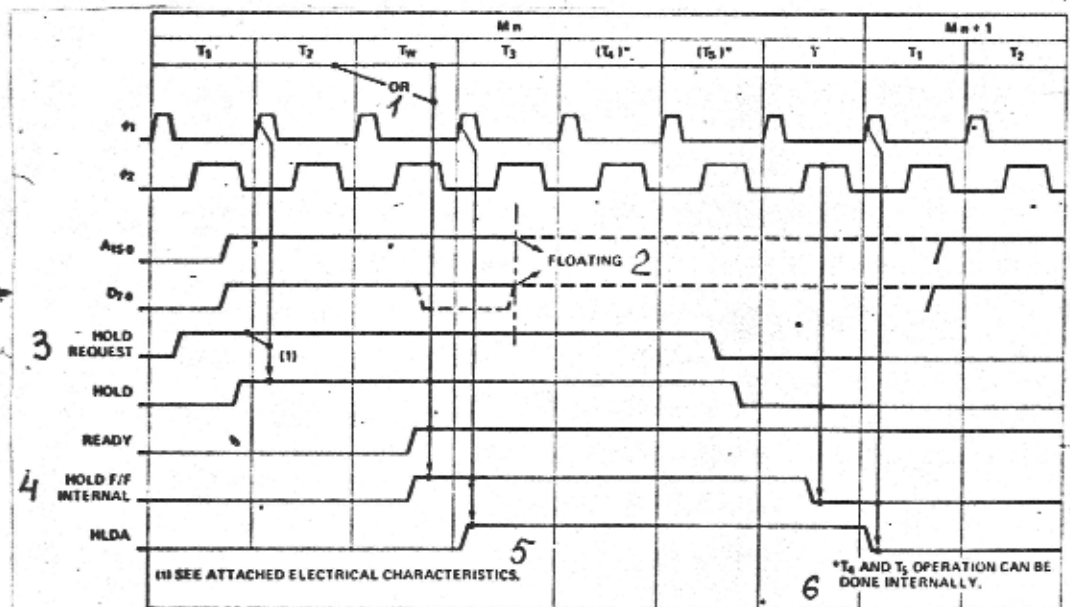 Mn
Mn+1
T₁ T₂ Tw T₃ (T₄)* (T₅)* T₁ T₂
OR 1
φ1
φ2
A15-0
FLOATING 2
D7-0
3 HOLD REQUEST
(1)
HOLD
READY
4 HOLD F/F INTERNAL
HLDA
5
(1) SEE ATTACHED ELECTRICAL CHARACTERISTICS.
6
*T₄ AND T₅ OPERATION CAN BE
DONE INTERNALLY.